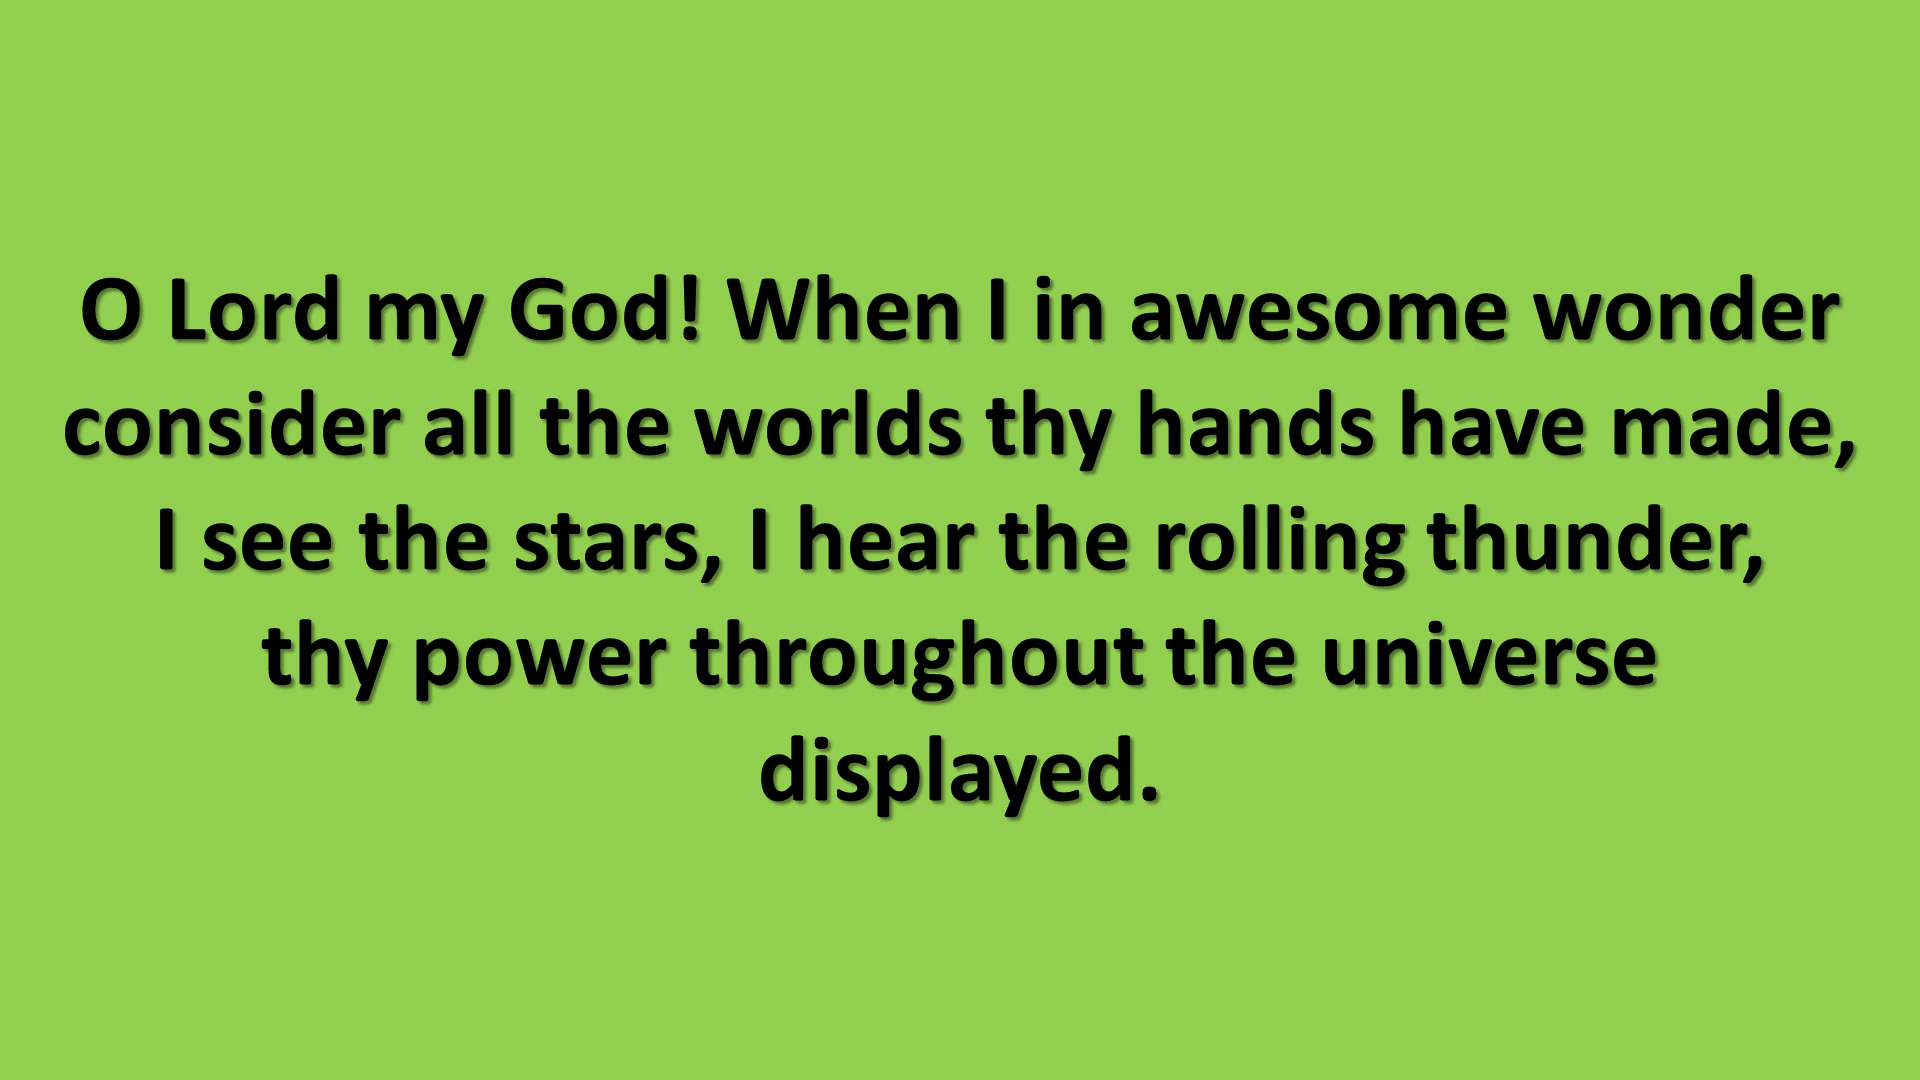 O Lord my God! When I in awesome wonder
consider all the worlds thy hands have made,
I see the stars, I hear the rolling thunder,
thy power throughout the universe
displayed.